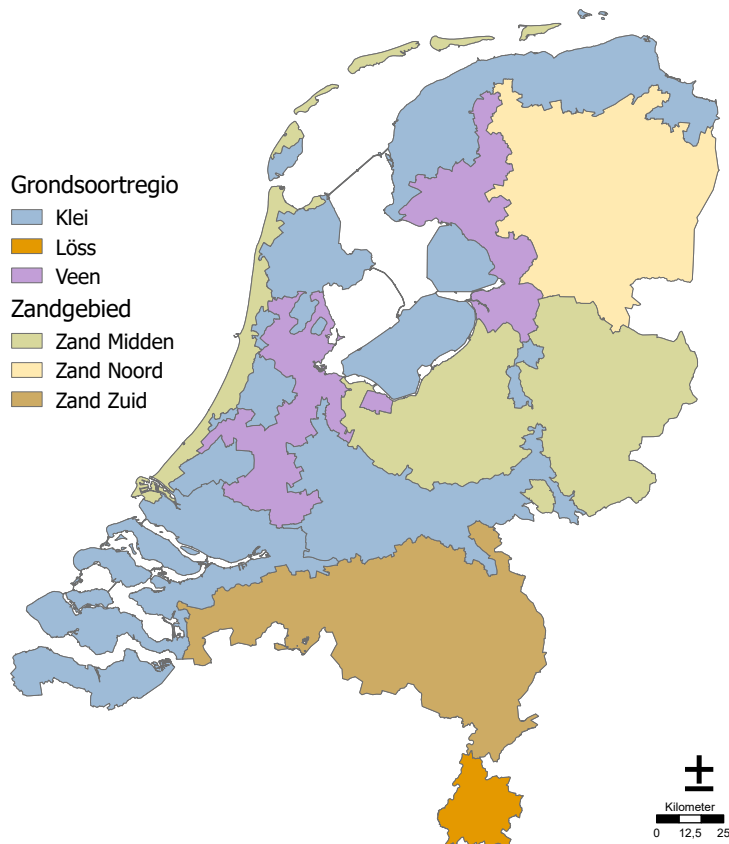 Grondsoortregio
Klei
Löss
Veen
Zandgebied
Zand Midden
Zand Noord
Zand Zuid
Kilometer
0 12,5 25